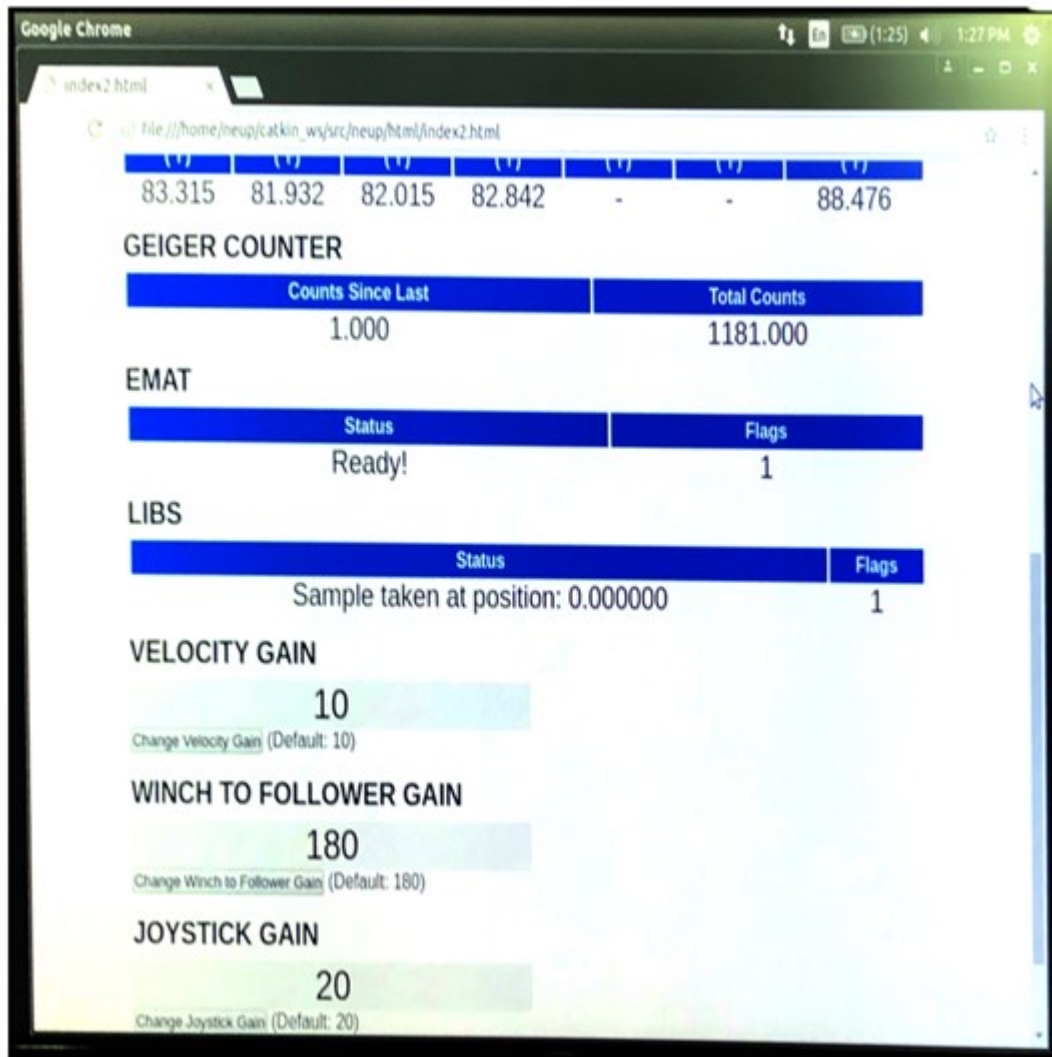 Google Chrome En (1:25) 1:27 PM
index2.html
file:///home/neup/catkin_ws/src/neup/html/index2.html
83.315 81.932 82.015 82.842 - - 88.476
GEIGER COUNTER
Counts Since Last Total Counts
1.000 1181.000
EMAT
Status Flags
Ready! 1
LIBS
Status Flags
Sample taken at position: 0.000000 1
VELOCITY GAIN
10
Change Velocity Gain (Default: 10)
WINCH TO FOLLOWER GAIN
180
Change Winch to Follower Gain (Default: 180)
JOYSTICK GAIN
20
Change Joystick Gain (Default: 20)